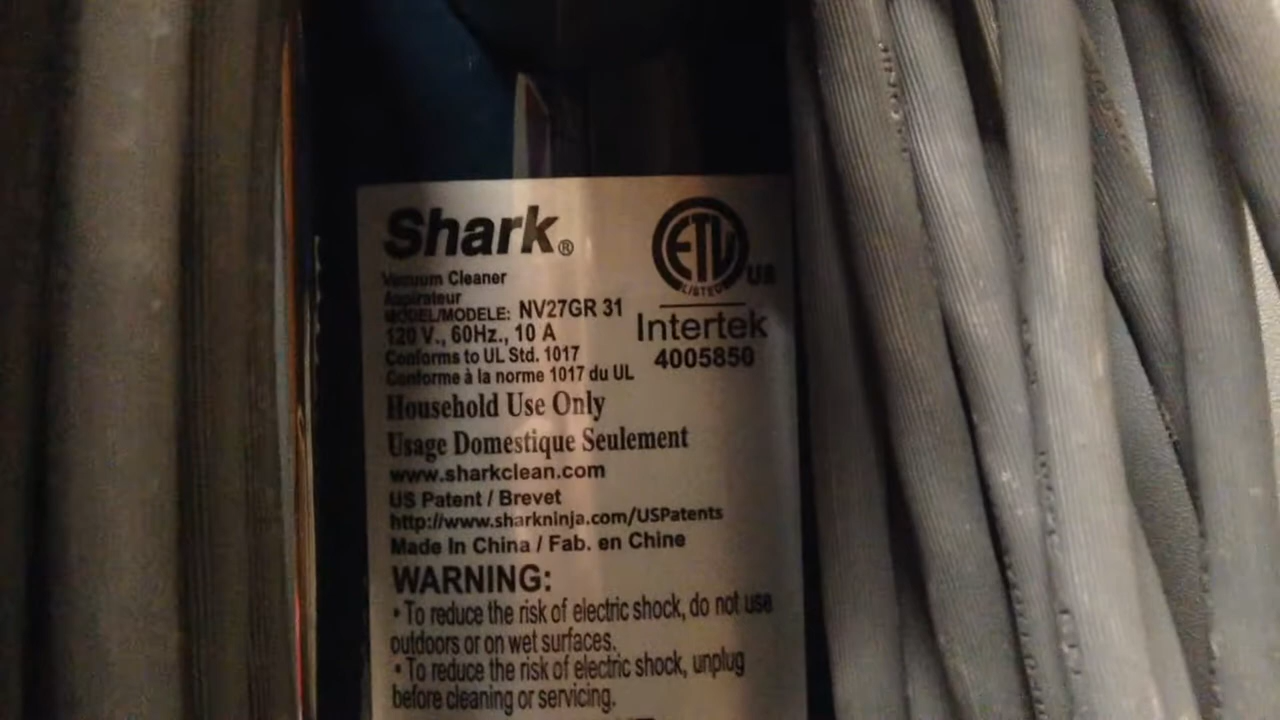 Shark®
Vacuum Cleaner
Aspirateur
MODEL/MODELE: NV27GR 31
120 V., 60Hz., 10 A
Conforms to UL Std. 1017
Conforme à la norme 1017 du UL
ETL
LISTED
US
Intertek
4005850
Household Use Only
Usage Domestique Seulement
www.sharkclean.com
US Patent / Brevet
http://www.sharkninja.com/USPatents
Made In China / Fab. en Chine
WARNING:
• To reduce the risk of electric shock, do not use
outdoors or on wet surfaces.
• To reduce the risk of electric shock, unplug
before cleaning or servicing.